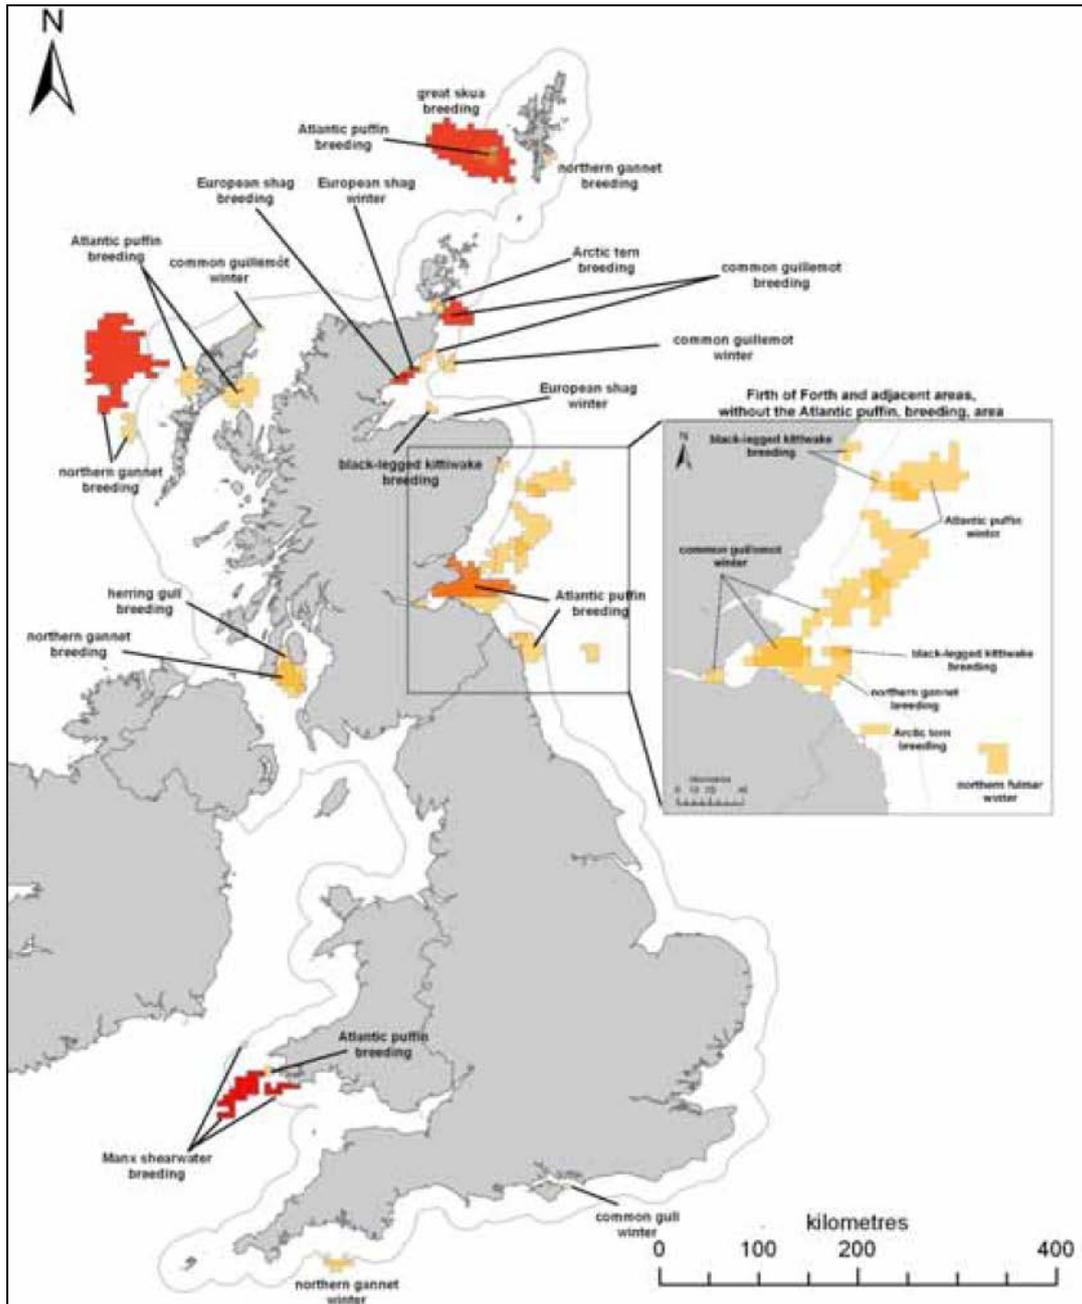 N
great skua
breeding
Atlantic puffin
breeding
northern gannet
breeding
European shag
breeding
European shag
winter
Atlantic puffin
breeding
common guillemot
winter
Arctic tern
breeding
common guillemot
breeding
common guillemot
winter
European shag
winter
northern gannet
breeding
black-legged kittiwake
breeding
Firth of Forth and adjacent areas,
without the Atlantic puffin, breeding, area
N
black-legged kittiwake
breeding
Atlantic puffin
winter
common guillemot
winter
black-legged kittiwake
breeding
northern gannet
breeding
Arctic tern
breeding
northern fulmar
winter
kilometres
0 10 20 40
herring gull
breeding
northern gannet
breeding
Atlantic puffin
breeding
Atlantic puffin
breeding
Manx shearwater
breeding
common gull
winter
northern gannet
winter
kilometres
0 100 200 400